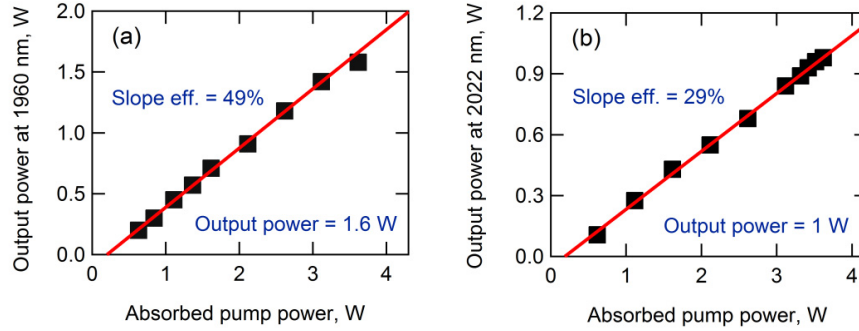 (a)
Output power at 1960 nm, W
2.0
1.5
1.0
0.5
0.0
Slope eff. = 49%
Output power = 1.6 W
0 1 2 3 4
Absorbed pump power, W
(b)
Output power at 2022 nm, W
1.2
0.9
0.6
0.3
0.0
Slope eff. = 29%
Output power = 1 W
0 1 2 3 4
Absorbed pump power, W